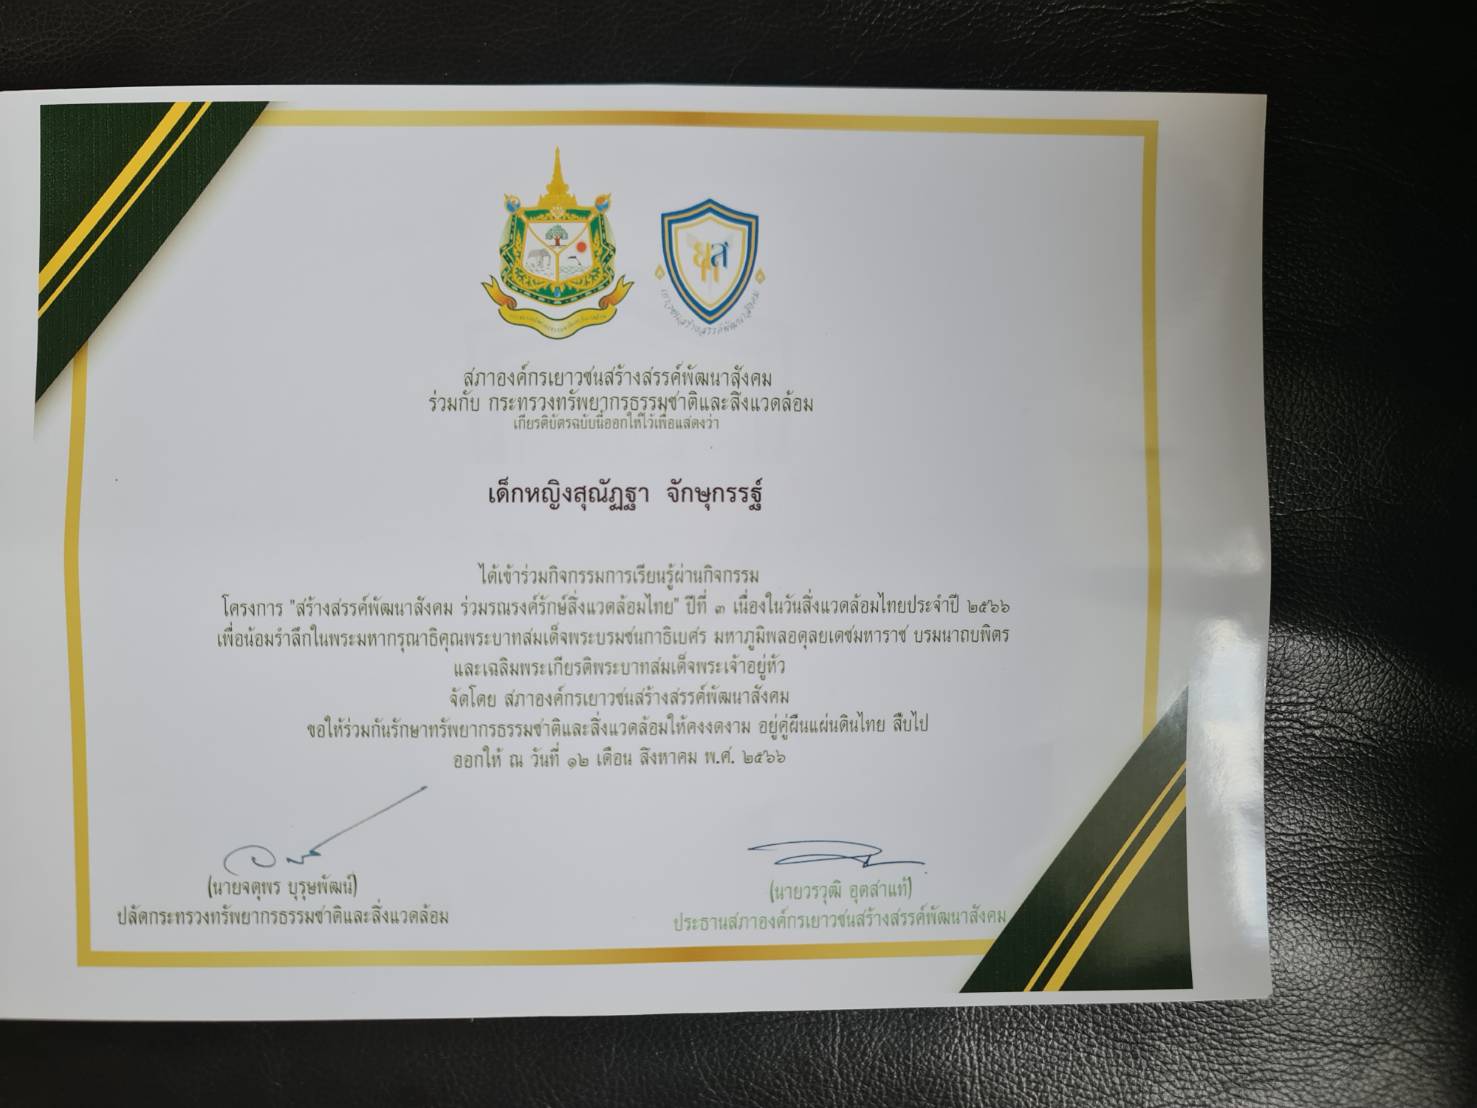 ยส
เยาวชนสร้างสรรค์พัฒนาสังคม
สภาองค์กรเยาวชนสร้างสรรค์พัฒนาสังคม
ร่วมกับ กระทรวงทรัพยากรธรรมชาติและสิ่งแวดล้อม
เกียรติบัตรฉบับนี้ออกให้ไว้เพื่อแสดงว่า
เด็กหญิงสุณัฏฐา จักษุกรรฐ์
ได้เข้าร่วมกิจกรรมการเรียนรู้ผ่านกิจกรรม
โครงการ "สร้างสรรค์พัฒนาสังคม ร่วมรณรงค์รักษ์สิ่งแวดล้อมไทย" ปีที่ ๓ เนื่องในวันสิ่งแวดล้อมไทยประจำปี ๒๕๖๖
เพื่อน้อมรำลึกในพระมหากรุณาธิคุณพระบาทสมเด็จพระบรมชนกาธิเบศร มหาภูมิพลอดุลยเดชมหาราช บรมนาถบพิตร
และเฉลิมพระเกียรติพระบาทสมเด็จพระเจ้าอยู่หัว
จัดโดย สภาองค์กรเยาวชนสร้างสรรค์พัฒนาสังคม
ขอให้ร่วมกันรักษาทรัพยากรธรรมชาติและสิ่งแวดล้อมให้คงงดงาม อยู่คู่ผืนแผ่นดินไทย สืบไป
ออกให้ ณ วันที่ ๑๒ เดือน สิงหาคม พ.ศ. ๒๕๖๖
(นายจตุพร บุรุษพัฒน์)
ปลัดกระทรวงทรัพยากรธรรมชาติและสิ่งแวดล้อม
(นายวรวุฒิ อุตสำแท้)
ประธานสภาองค์กรเยาวชนสร้างสรรค์พัฒนาสังคม